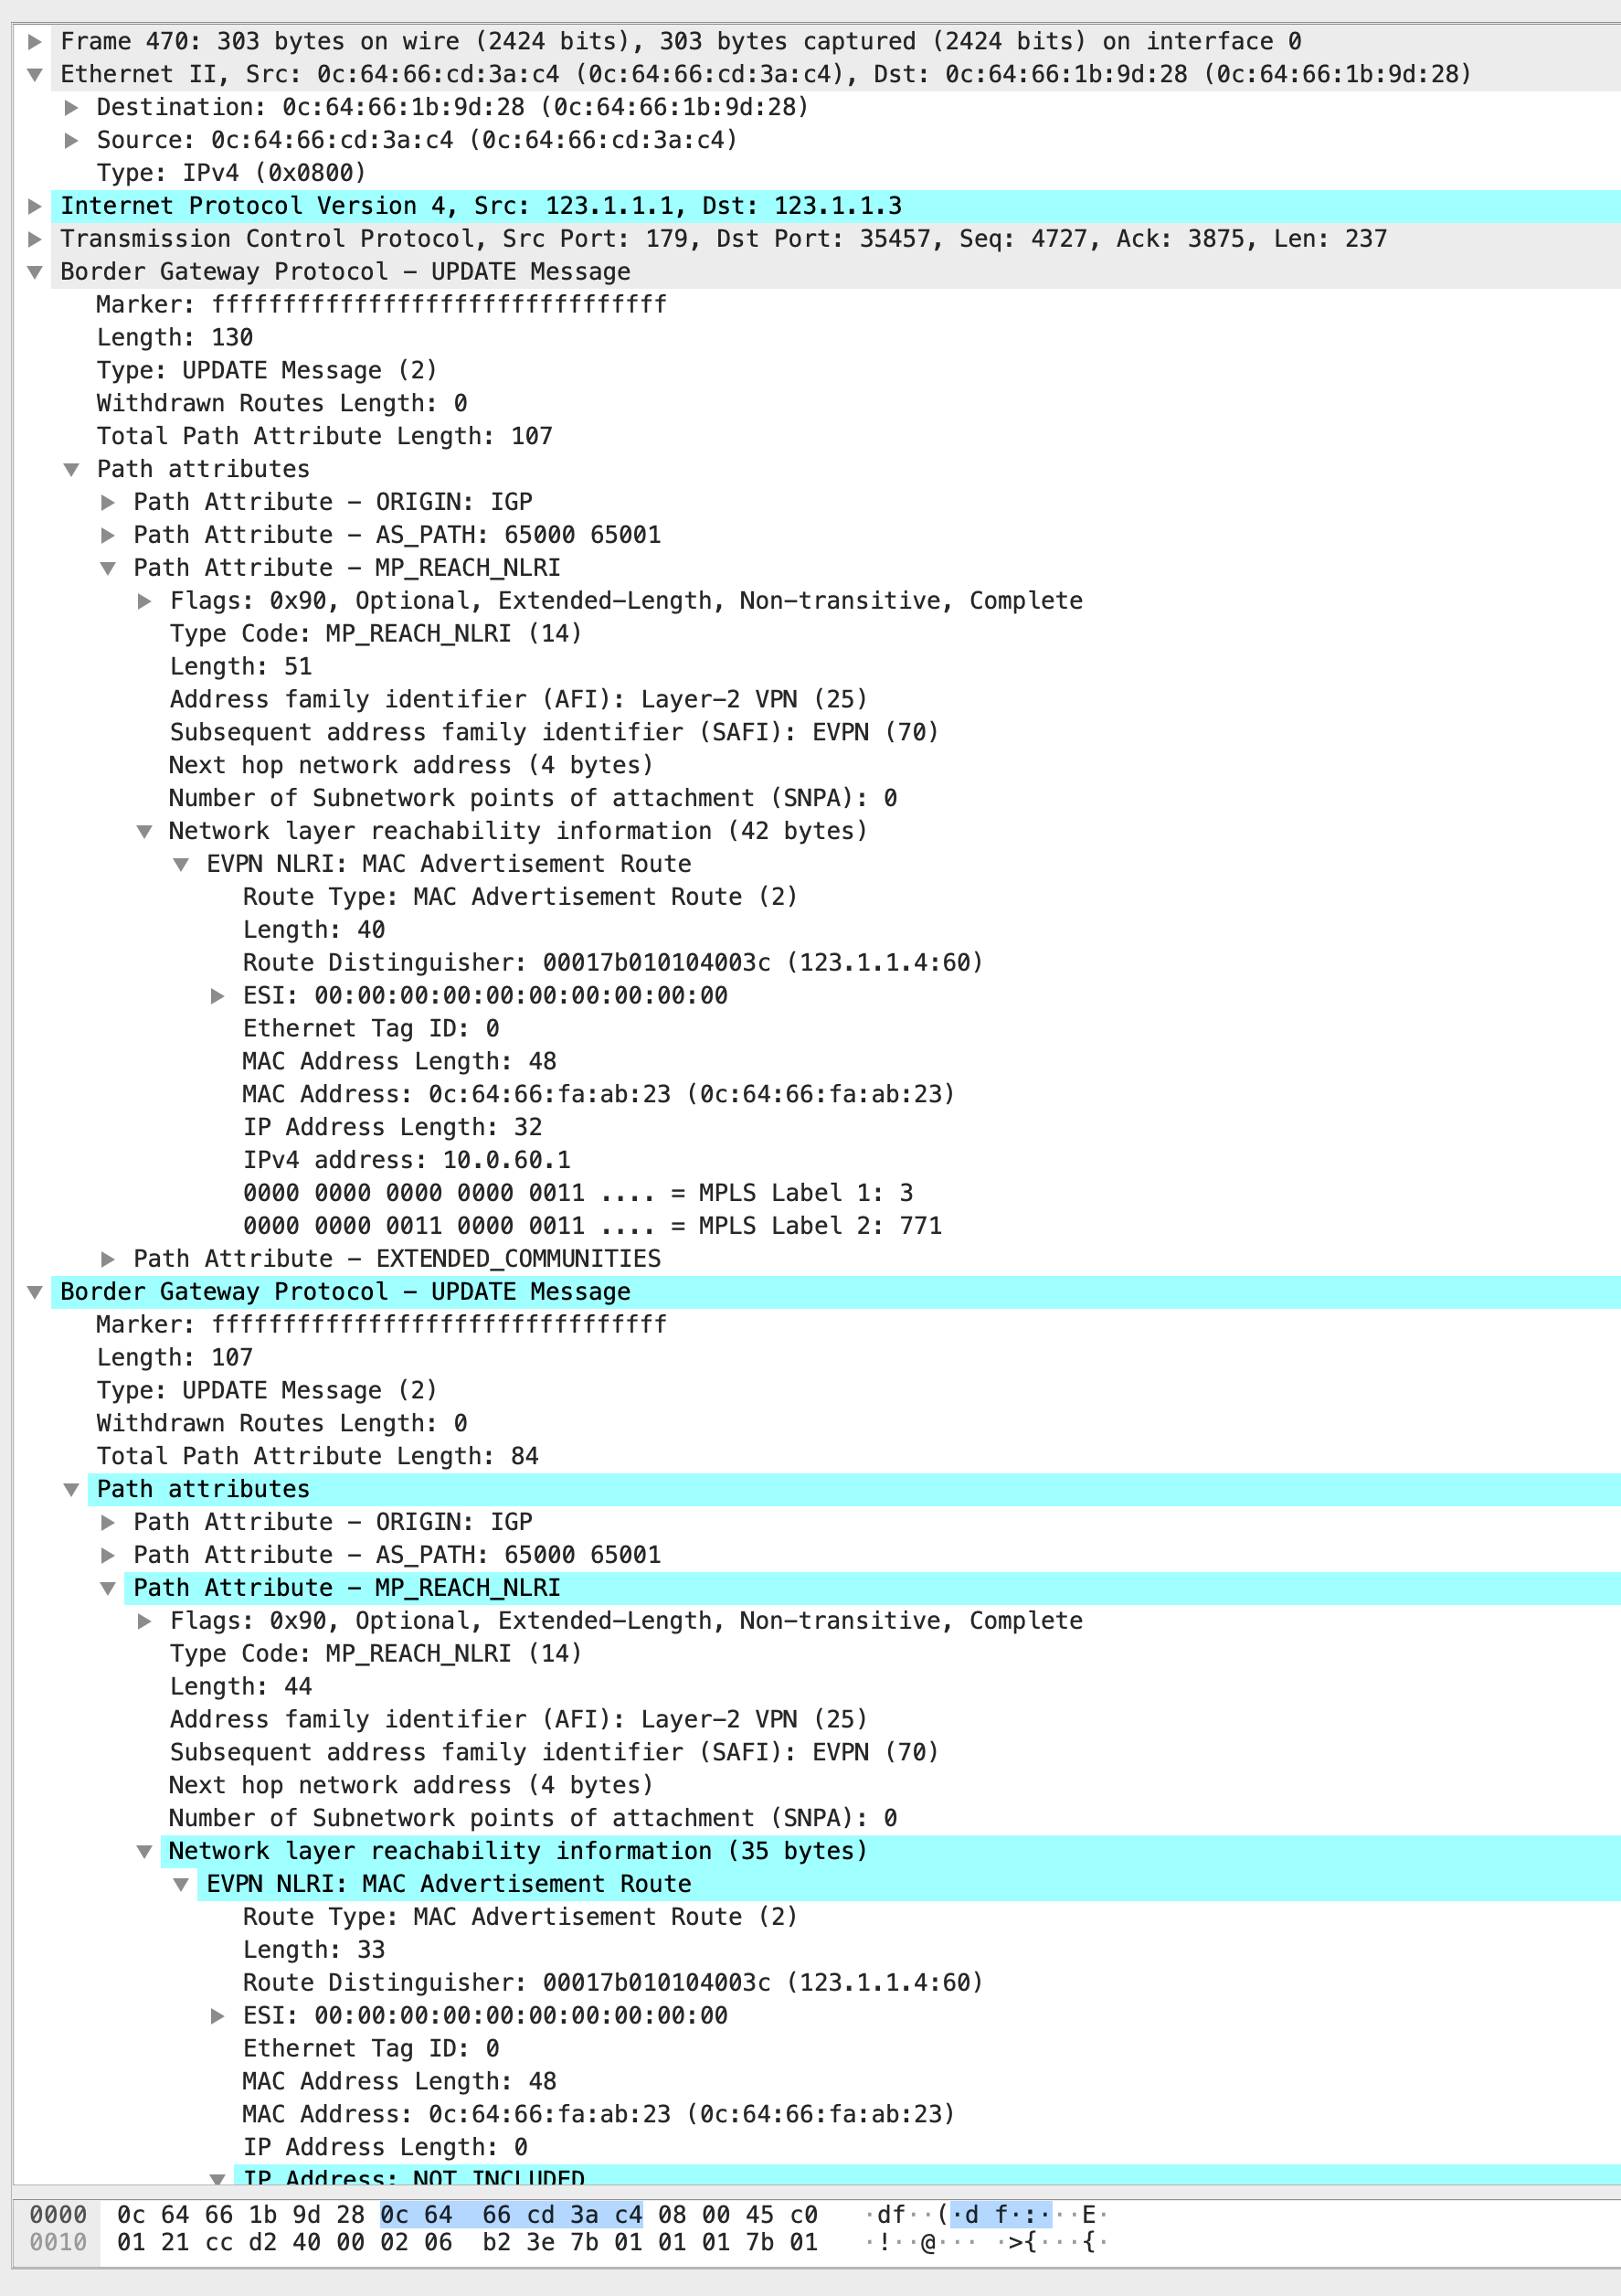 Frame 470: 303 bytes on wire (2424 bits), 303 bytes captured (2424 bits) on interface 0
Ethernet II, Src: 0c:64:66:cd:3a:c4 (0c:64:66:cd:3a:c4), Dst: 0c:64:66:1b:9d:28 (0c:64:66:1b:9d:28)
Destination: 0c:64:66:1b:9d:28 (0c:64:66:1b:9d:28)
Source: 0c:64:66:cd:3a:c4 (0c:64:66:cd:3a:c4)
Type: IPv4 (0x0800)
Internet Protocol Version 4, Src: 123.1.1.1, Dst: 123.1.1.3
Transmission Control Protocol, Src Port: 179, Dst Port: 35457, Seq: 4727, Ack: 3875, Len: 237
Border Gateway Protocol – UPDATE Message
Marker: ffffffffffffffffffffffffffffffff
Length: 130
Type: UPDATE Message (2)
Withdrawn Routes Length: 0
Total Path Attribute Length: 107
Path attributes
Path Attribute – ORIGIN: IGP
Path Attribute – AS_PATH: 65000 65001
Path Attribute – MP_REACH_NLRI
Flags: 0x90, Optional, Extended-Length, Non-transitive, Complete
Type Code: MP_REACH_NLRI (14)
Length: 51
Address family identifier (AFI): Layer-2 VPN (25)
Subsequent address family identifier (SAFI): EVPN (70)
Next hop network address (4 bytes)
Number of Subnetwork points of attachment (SNPA): 0
Network layer reachability information (42 bytes)
EVPN NLRI: MAC Advertisement Route
Route Type: MAC Advertisement Route (2)
Length: 40
Route Distinguisher: 00017b010104003c (123.1.1.4:60)
ESI: 00:00:00:00:00:00:00:00:00:00
Ethernet Tag ID: 0
MAC Address Length: 48
MAC Address: 0c:64:66:fa:ab:23 (0c:64:66:fa:ab:23)
IP Address Length: 32
IPv4 address: 10.0.60.1
0000 0000 0000 0000 0011 .... = MPLS Label 1: 3
0000 0000 0011 0000 0011 .... = MPLS Label 2: 771
Path Attribute – EXTENDED_COMMUNITIES
Border Gateway Protocol – UPDATE Message
Marker: ffffffffffffffffffffffffffffffff
Length: 107
Type: UPDATE Message (2)
Withdrawn Routes Length: 0
Total Path Attribute Length: 84
Path attributes
Path Attribute – ORIGIN: IGP
Path Attribute – AS_PATH: 65000 65001
Path Attribute – MP_REACH_NLRI
Flags: 0x90, Optional, Extended-Length, Non-transitive, Complete
Type Code: MP_REACH_NLRI (14)
Length: 44
Address family identifier (AFI): Layer-2 VPN (25)
Subsequent address family identifier (SAFI): EVPN (70)
Next hop network address (4 bytes)
Number of Subnetwork points of attachment (SNPA): 0
Network layer reachability information (35 bytes)
EVPN NLRI: MAC Advertisement Route
Route Type: MAC Advertisement Route (2)
Length: 33
Route Distinguisher: 00017b010104003c (123.1.1.4:60)
ESI: 00:00:00:00:00:00:00:00:00:00
Ethernet Tag ID: 0
MAC Address Length: 48
MAC Address: 0c:64:66:fa:ab:23 (0c:64:66:fa:ab:23)
IP Address Length: 0
IP Address: NOT INCLUDED
0000 0c 64 66 1b 9d 28 0c 64 66 cd 3a c4 08 00 45 c0 ·df··(·d f·:···E·
0010 01 21 cc d2 40 00 02 06 b2 3e 7b 01 01 01 7b 01 ·!··@··· ·>{···{·